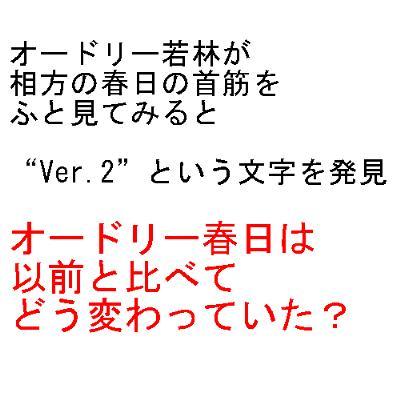 オードリー若林が
相方の春日の首筋を
ふと見てみると
“Ver.2”という文字を発見
オードリー春日は
以前と比べて
どう変わっていた？